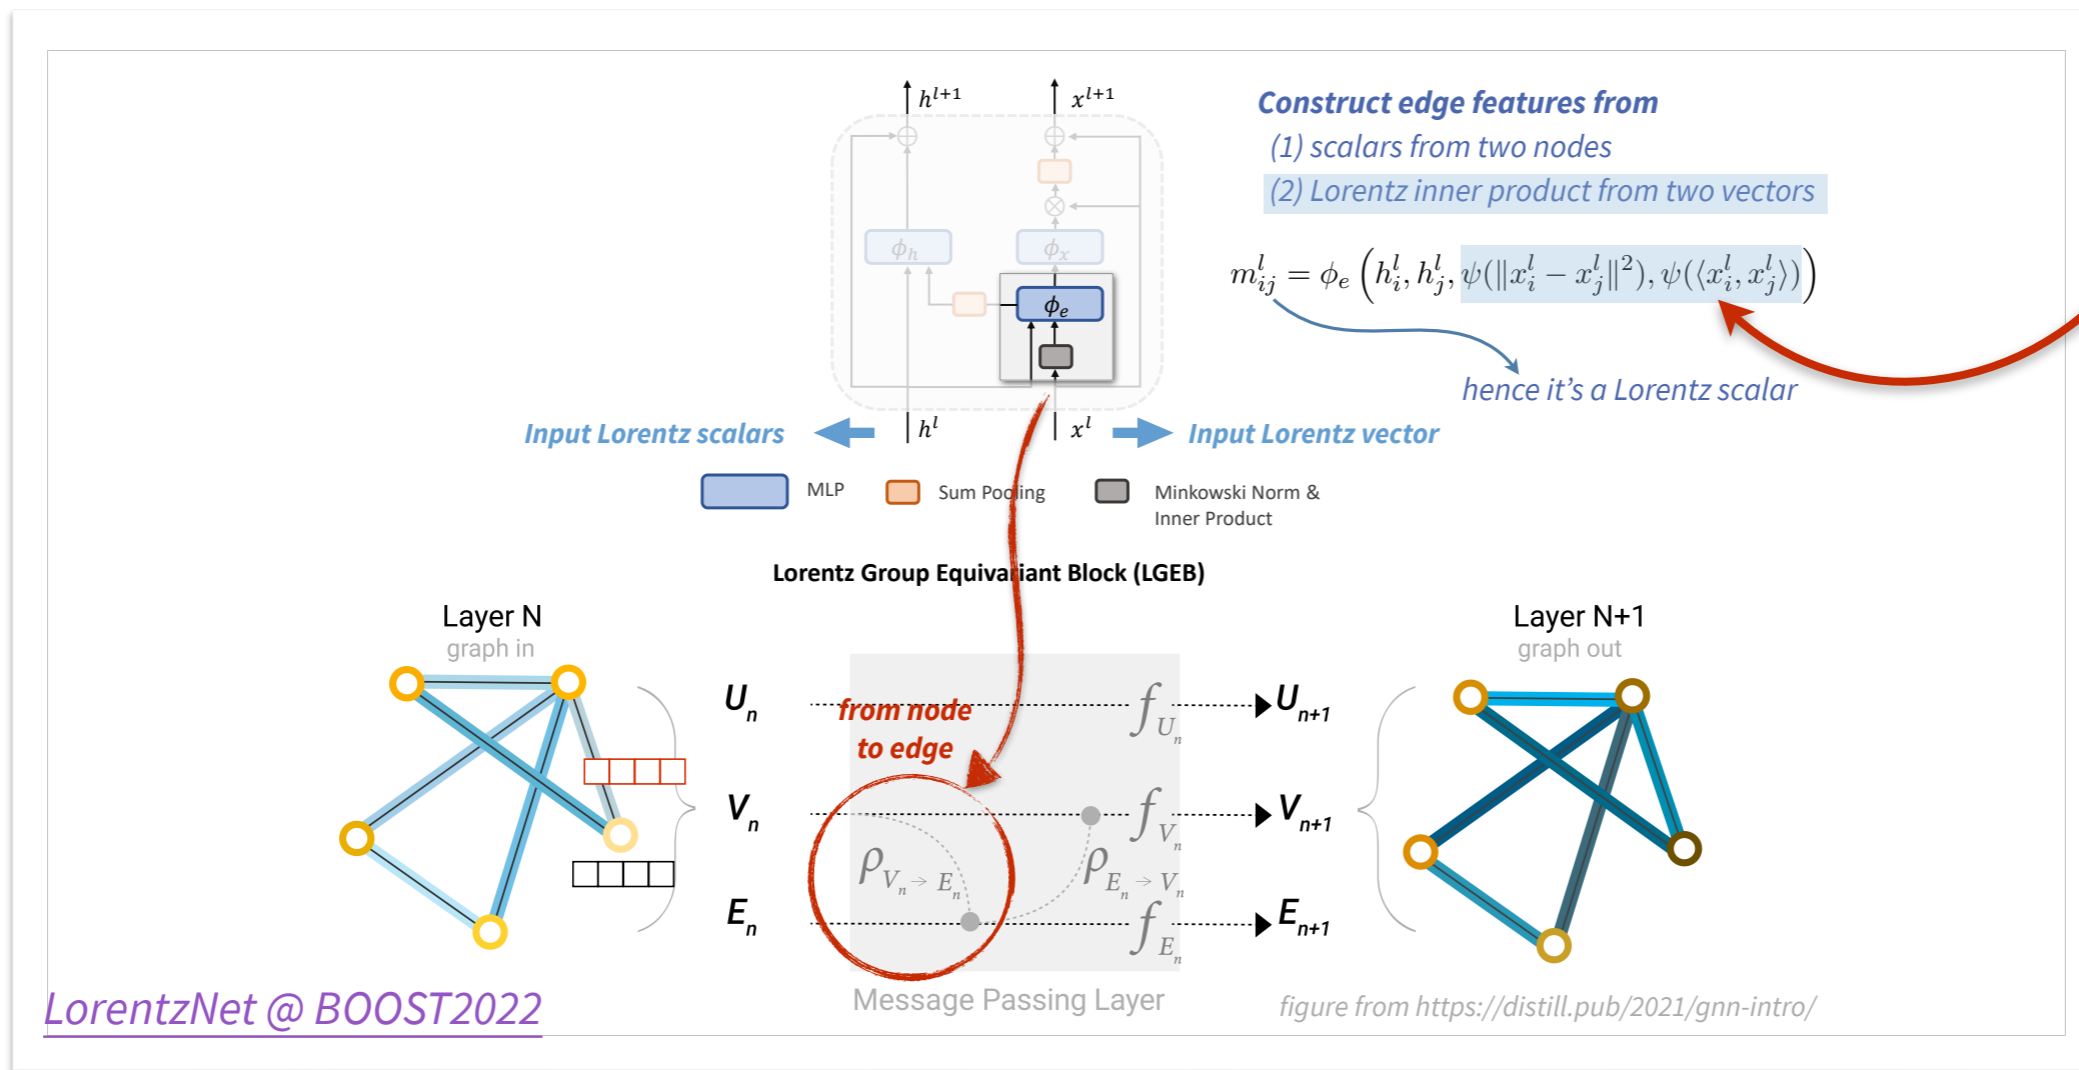 h^{l+1}
x^{l+1}
Construct edge features from
(1) scalars from two nodes
(2) Lorentz inner product from two vectors
ϕ_h
ϕ_x
m^l_{ij} = ϕ_e (h^l_i, h^l_j, ψ(‖x^l_i − x^l_j‖²), ψ(⟨x^l_i, x^l_j⟩))
ϕ_e
hence it's a Lorentz scalar
Input Lorentz scalars
h^l
x^l
Input Lorentz vector
MLP
Sum Pooling
Minkowski Norm &
Inner Product
Lorentz Group Equivariant Block (LGEB)
Layer N
graph in
Layer N+1
graph out
U_n
from node
to edge
f_{U_n}
U_{n+1}
V_n
f_{V_n}
V_{n+1}
ρ_{V_n → E_n}
ρ_{E_n → V_n}
E_n
f_{E_n}
E_{n+1}
Message Passing Layer
LorentzNet @ BOOST2022
figure from https://distill.pub/2021/gnn-intro/